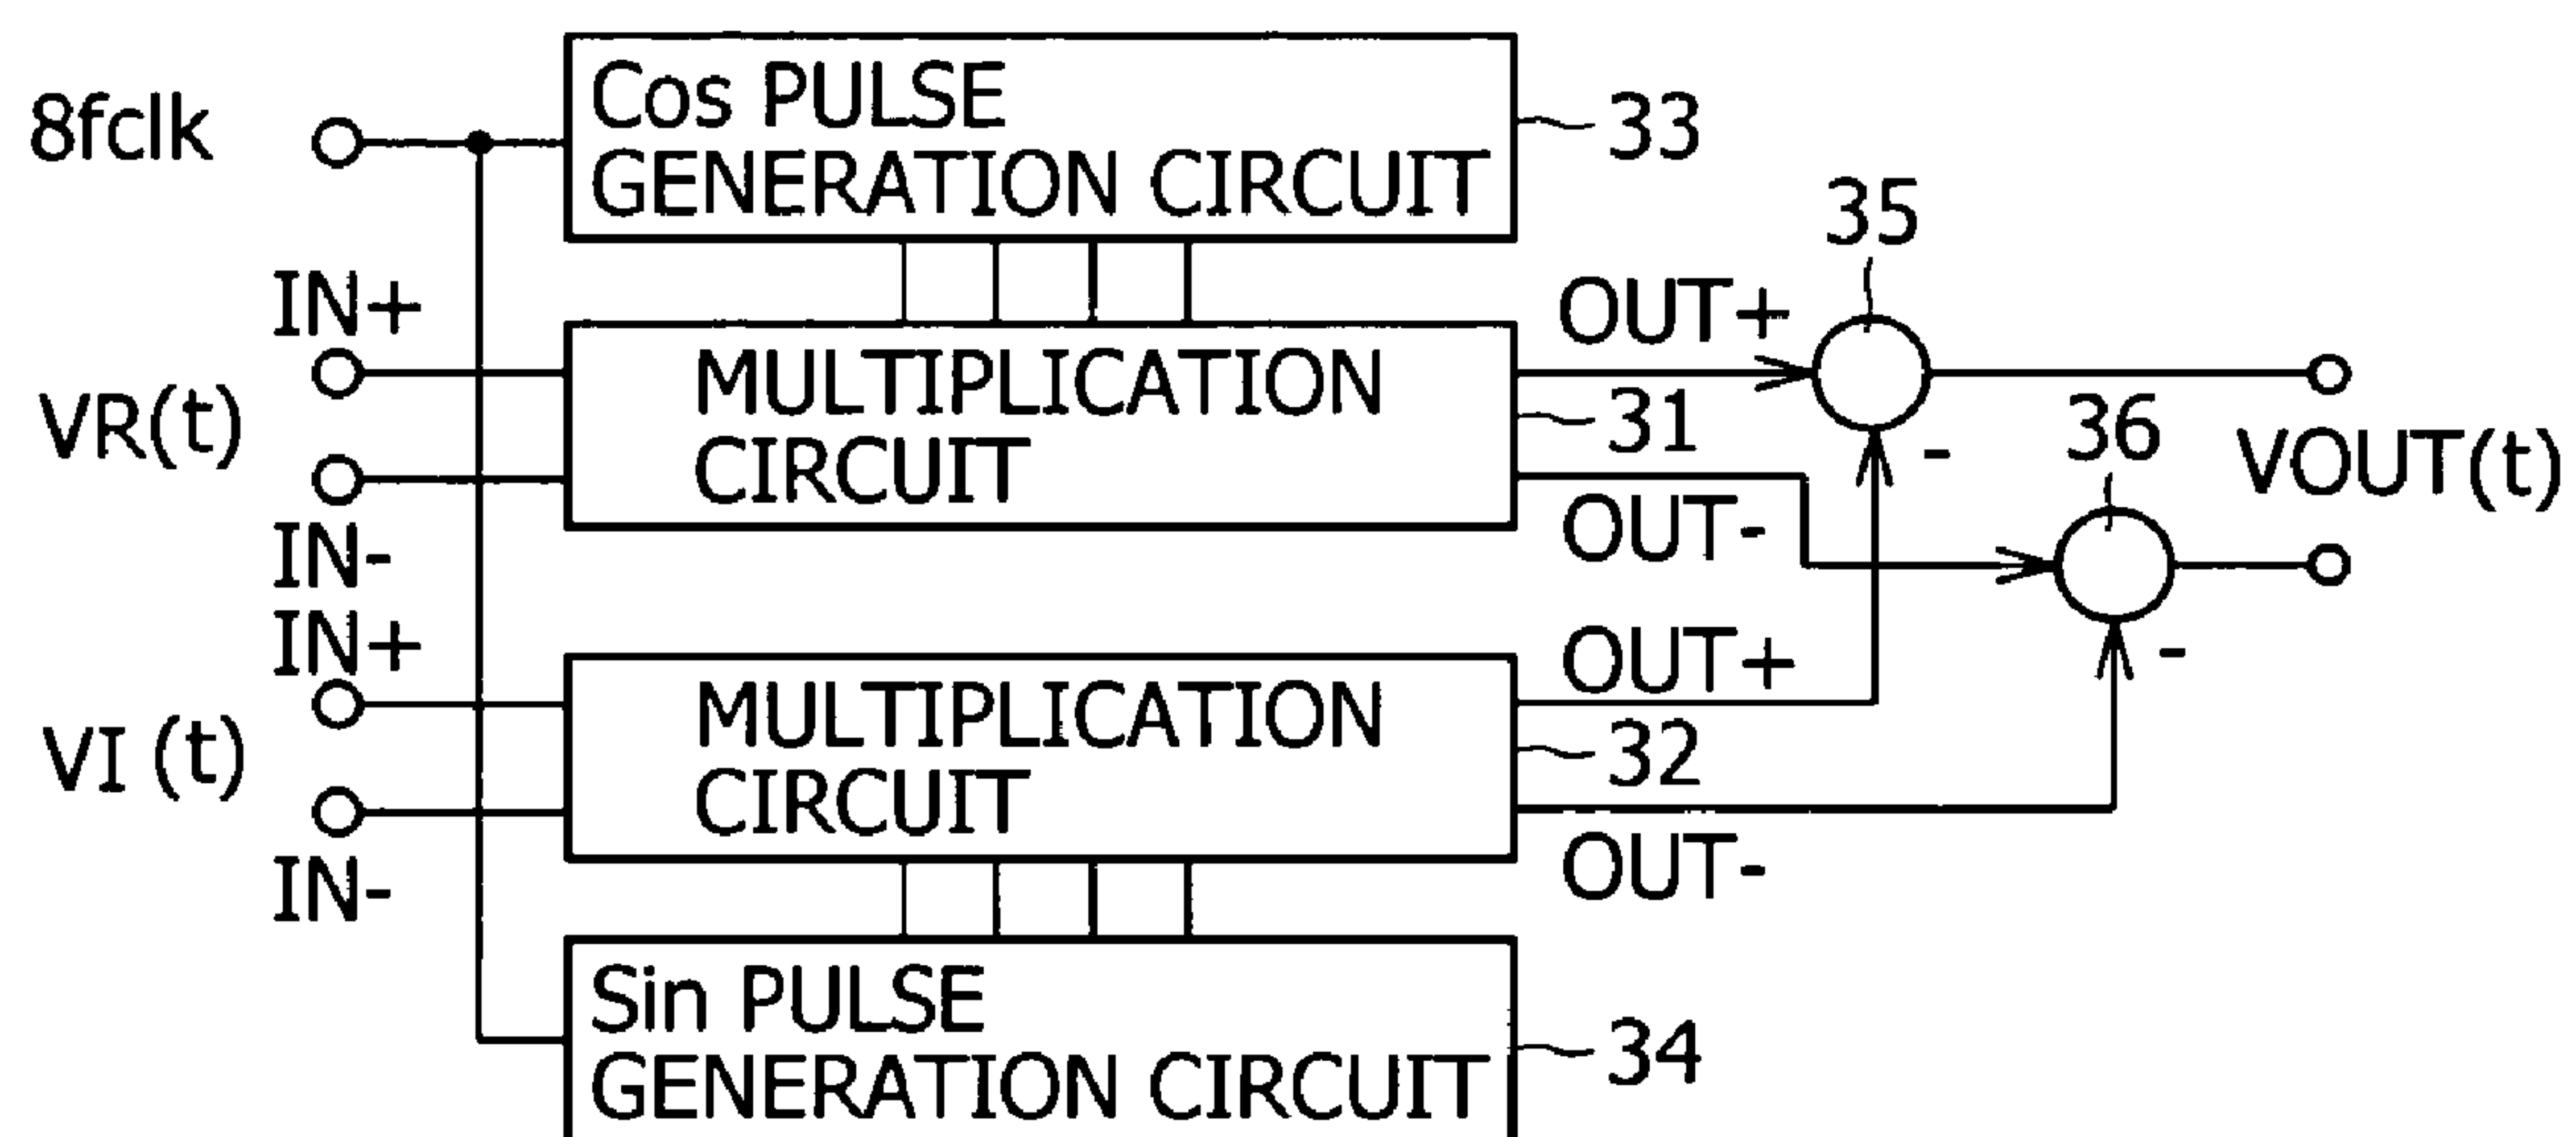 8fclk
Cos PULSE
GENERATION CIRCUIT
33
35
IN+
VR(t)
IN-
MULTIPLICATION
CIRCUIT
OUT+
31
OUT-
36
VOUT(t)
-
-
IN+
VI (t)
IN-
MULTIPLICATION
CIRCUIT
OUT+
32
OUT-
Sin PULSE
GENERATION CIRCUIT
34